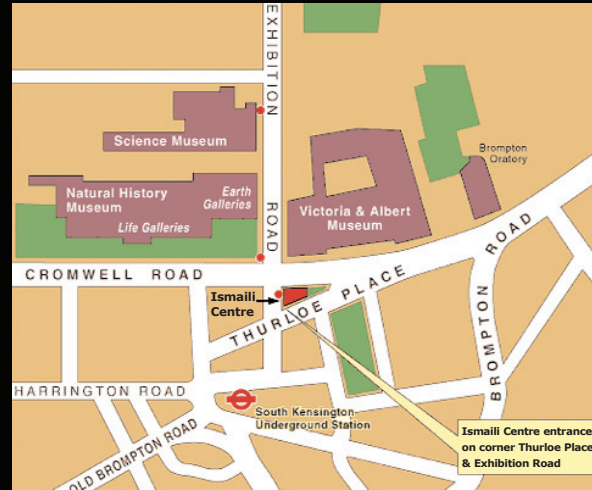 EXHIBITION
ROAD
Science Museum
Brompton
Oratory
Natural History
Museum
Earth
Galleries
Life Galleries
Victoria & Albert
Museum
CROMWELL ROAD
Ismaili
Centre
THURLOE PLACE
BROMPTON ROAD
HARRINGTON ROAD
South Kensington
Underground Station
OLD BROMPTON ROAD
Ismaili Centre entrance
on corner Thurloe Place
& Exhibition Road